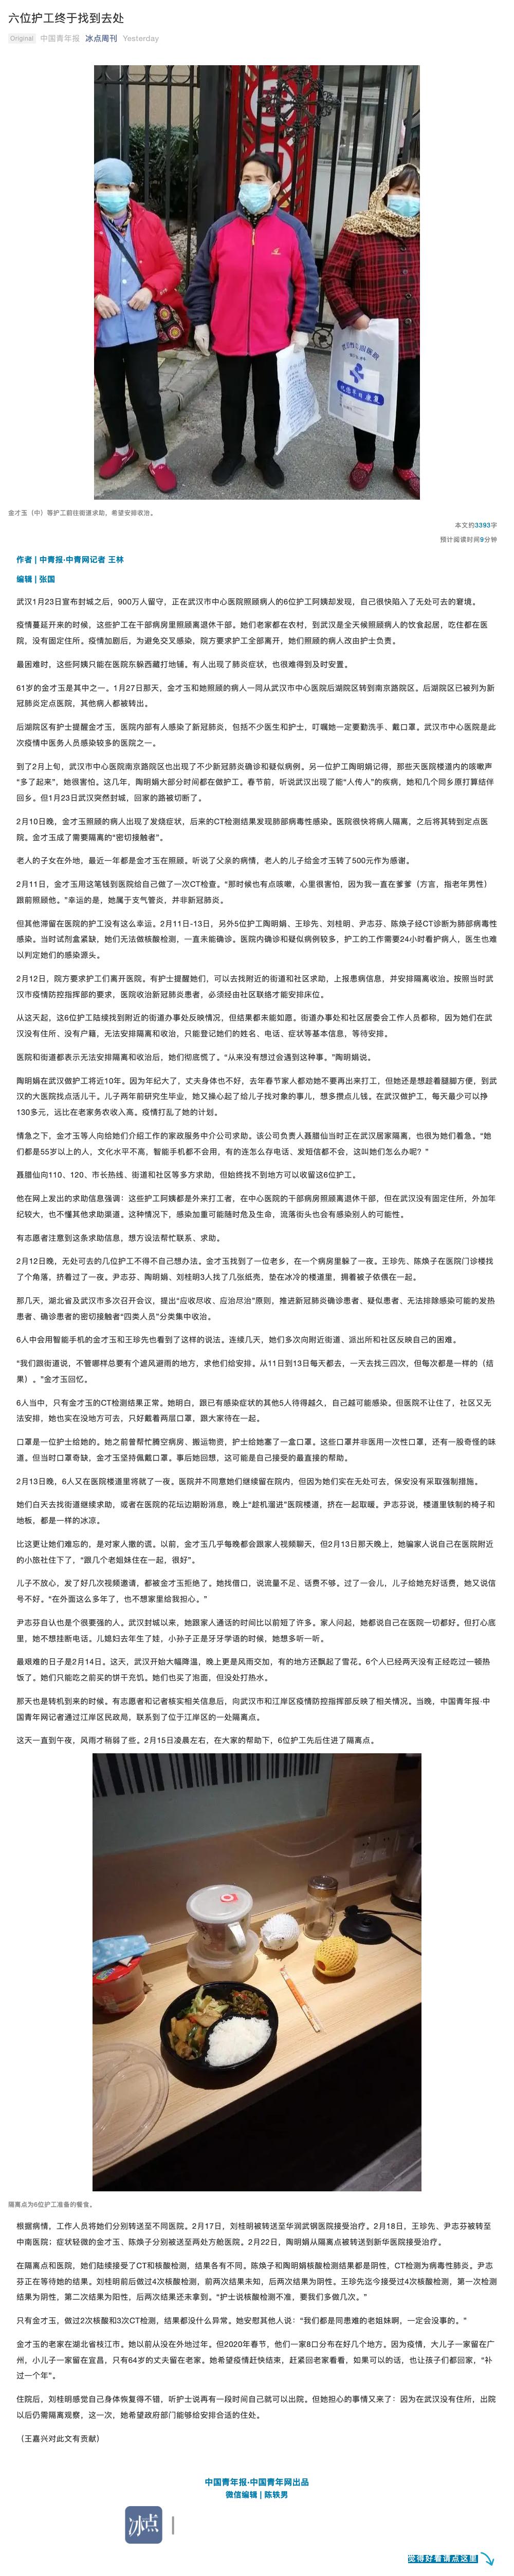 六位护工终于找到去处
Original 中国青年报 冰点周刊 Yesterday
金才玉（中）等护工前往街道求助，希望安排收治。
本文约3393字
预计阅读时间9分钟
作者 | 中青报·中青网记者 王林
编辑 | 张国
武汉1月23日宣布封城之后，900万人留守，正在武汉市中心医院照顾病人的6位护工阿姨却发现，自己很快陷入了无处可去的窘境。
疫情蔓延开来的时候，这些护工在干部病房里照顾离退休干部。她们老家都在农村，到武汉是全天候照顾病人的饮食起居，吃住都在医
院，没有固定住所。疫情加剧后，为避免交叉感染，院方要求护工全部离开，她们照顾的病人改由护士负责。
最困难时，这些阿姨只能在医院东躲西藏打地铺。有人出现了肺炎症状，也很难得到及时安置。
61岁的金才玉是其中之一。1月27日那天，金才玉和她照顾的病人一同从武汉市中心医院后湖院区转到南京路院区。后湖院区已被列为新
冠肺炎定点医院，其他病人都被转出。
后湖院区有护士提醒金才玉，医院内部有人感染了新冠肺炎，包括不少医生和护士，叮嘱她一定要勤洗手、戴口罩。武汉市中心医院是此
次疫情中医务人员感染较多的医院之一。
到了2月上旬，武汉市中心医院南京路院区也出现了不少新冠肺炎确诊和疑似病例。另一位护工陶明娟记得，那些天医院楼道内的咳嗽声
“多了起来”，她很害怕。这几年，陶明娟大部分时间都在做护工。春节前，听说武汉出现了能“人传人”的疾病，她和几个同乡原打算结伴
回乡。但1月23日武汉突然封城，回家的路被切断了。
2月10日晚，金才玉照顾的病人出现了发烧症状，后来的CT检测结果发现肺部病毒性感染。医院很快将病人隔离，之后将其转到定点医
院。金才玉成了需要隔离的“密切接触者”。
老人的子女在外地，最近一年都是金才玉在照顾。听说了父亲的病情，老人的儿子给金才玉转了500元作为感谢。
2月11日，金才玉用这笔钱到医院给自己做了一次CT检查。“那时候也有点咳嗽，心里很害怕，因为我一直在爹爹（方言，指老年男性）
跟前照顾他。”幸运的是，她属于支气管炎，并非新冠肺炎。
但其他滞留在医院的护工没有这么幸运。2月11日-13日，另外5位护工陶明娟、王珍先、刘桂明、尹志芬、陈焕子经CT诊断为肺部病毒性
感染。当时试剂盒紧缺，她们无法做核酸检测，一直未能确诊。医院内确诊和疑似病例较多，护工的工作需要24小时看护病人，医生也难
以判定她们的感染源头。
2月12日，院方要求护工们离开医院。有护士提醒她们，可以去找附近的街道和社区求助，上报患病信息，并安排隔离收治。按照当时武
汉市疫情防控指挥部的要求，医院收治新冠肺炎患者，必须经由社区联络才能安排床位。
从这天起，这6位护工陆续找到附近的街道办事处反映情况，但结果都未能如愿。街道办事处和社区居委会工作人员都称，因为她们在武
汉没有住所、没有户籍，无法安排隔离和收治，只能登记她们的姓名、电话、症状等基本信息，等待安排。
医院和街道都表示无法安排隔离和收治后，她们彻底慌了。“从来没有想过会遇到这种事。”陶明娟说。
陶明娟在武汉做护工将近10年。因为年纪大了，丈夫身体也不好，去年春节家人都劝她不要再出来打工，但她还是想趁着腿脚方便，到武
汉的大医院找点活儿干。儿子两年前研究生毕业，她又操心起了给儿子找对象的事儿，想多攒点儿钱。在武汉做护工，每天最少可以挣
130多元，远比在老家务农收入高。疫情打乱了她的计划。
情急之下，金才玉等人向给她们介绍工作的家政服务中介公司求助。该公司负责人聂腊仙当时正在武汉居家隔离，也很为她们着急。“她
们都是55岁以上的人，文化水平不高，智能手机都不会用，有的连怎么存电话、发短信都不会，这叫她们怎么办呢？”
聂腊仙向110、120、市长热线、街道和社区等多方求助，但始终找不到地方可以收留这6位护工。
他在网上发出的求助信息强调：这些护工阿姨都是外来打工者，在中心医院的干部病房照顾离退休干部，但在武汉没有固定住所，外加年
纪较大，也不懂其他求助渠道。这种情况下，感染加重可能随时危及生命，流落街头也会有感染别人的可能性。
有志愿者注意到这条求助信息，想方设法帮忙联系、求助。
2月12日晚，无处可去的几位护工不得不自己想办法。金才玉找到了一位老乡，在一个病房里躲了一夜。王珍先、陈焕子在医院门诊楼找
了个角落，挤着过了一夜。尹志芬、陶明娟、刘桂明3人找了几张纸壳，垫在冰冷的楼道里，拥着被子依偎在一起。
那几天，湖北省及武汉市多次召开会议，提出“应收尽收、应治尽治”原则，推进新冠肺炎确诊患者、疑似患者、无法排除感染可能的发热
患者、确诊患者的密切接触者“四类人员”分类集中收治。
6人中会用智能手机的金才玉和王珍先也看到了这样的说法。连续几天，她们多次向附近街道、派出所和社区反映自己的困难。
“我们跟街道说，不管哪样总要有个遮风避雨的地方，求他们给安排。从11日到13日每天都去，一天去找三四次，但每次都是一样的（结
果）。”金才玉回忆。
6人当中，只有金才玉的CT检测结果正常。她明白，跟已有感染症状的其他5人待得越久，自己越可能感染。但医院不让住了，社区又无
法安排，她也实在没地方可去，只好戴着两层口罩，跟大家待在一起。
口罩是一位护士给她的。她之前曾帮忙腾空病房、搬运物资，护士给她塞了一盒口罩。这些口罩并非医用一次性口罩，还有一股奇怪的味
道。但当时口罩奇缺，金才玉坚持佩戴口罩。事后她回想，这可能是自己接受的最直接的帮助。
2月13日晚，6人又在医院楼道里将就了一夜。医院并不同意她们继续留在院内，但因为她们实在无处可去，保安没有采取强制措施。
她们白天去找街道继续求助，或者在医院的花坛边期盼消息，晚上“趁机溜进”医院楼道，挤在一起取暖。尹志芬说，楼道里铁制的椅子和
地板，都是一样的冰凉。
比这更让她们难忘的，是对家人撒的谎。以前，金才玉几乎每晚都会跟家人视频聊天，但2月13日那天晚上，她骗家人说自己在医院附近
的小旅社住下了，“跟几个老姐妹住在一起，很好”。
儿子不放心，发了好几次视频邀请，都被金才玉拒绝了。她找借口，说流量不足、话费不够。过了一会儿，儿子给她充好话费，她又说信
号不好。“在外面这么多年了，也不想家里给我担心。”
尹志芬自认也是个很要强的人。武汉封城以来，她跟家人通话的时间比以前短了许多。家人问起，她都说自己在医院一切都好。但打心底
里，她不想挂断电话。儿媳妇去年生了娃，小孙子正是牙牙学语的时候，她想多听一听。
最艰难的日子是2月14日。这天，武汉开始大幅降温，晚上更是风雨交加，有的地方还飘起了雪花。6个人已经两天没有正经吃过一顿热
饭了。她们只能吃之前买的饼干充饥。她们也买了泡面，但没处打热水。
那天也是转机到来的时候。有志愿者和记者核实相关信息后，向武汉市和江岸区疫情防控指挥部反映了相关情况。当晚，中国青年报·中
国青年网记者通过江岸区民政局，联系到了位于江岸区的一处隔离点。
这天一直到午夜，风雨才稍弱了些。2月15日凌晨左右，在大家的帮助下，6位护工先后住进了隔离点。
隔离点为6位护工准备的餐食。
根据病情，工作人员将她们分别转送至不同医院。2月17日，刘桂明被转送至华润武钢医院接受治疗。2月18日，王珍先、尹志芬被转至
中南医院；症状轻微的金才玉、陈焕子分别被送至两处方舱医院。2月22日，陶明娟从隔离点被转送到新华医院接受治疗。
在隔离点和医院，她们陆续接受了CT和核酸检测，结果各有不同。陈焕子和陶明娟核酸检测结果都是阴性，CT检测为病毒性肺炎。尹志
芬正在等待她的结果。刘桂明前后做过4次核酸检测，前两次结果未知，后两次结果为阴性。王珍先迄今接受过4次核酸检测，第一次检测
结果为阴性，第二次结果为阳性，后两次结果还未拿到。“护士说核酸检测不准，要我们多做几次。”
只有金才玉，做过2次核酸和3次CT检测，结果都没什么异常。她安慰其他人说：“我们都是同患难的老姐妹啊，一定会没事的。”
金才玉的老家在湖北省枝江市。她以前从没在外地过年。但2020年春节，他们一家8口分布在好几个地方。因为疫情，大儿子一家留在广
州，小儿子一家留在宜昌，只有64岁的丈夫留在老家。她希望疫情赶快结束，赶紧回老家看看，如果可以的话，也让孩子们都回家，“补
过一个年”。
住院后，刘桂明感觉自己身体恢复得不错，听护士说再有一段时间自己就可以出院。但她担心的事情又来了：因为在武汉没有住所，出院
以后仍需隔离观察，这一次，她希望政府部门能够给安排合适的住处。
（王嘉兴对此文有贡献）
中国青年报·中国青年网出品
微信编辑 | 陈轶男
冰点
觉得好看请点这里